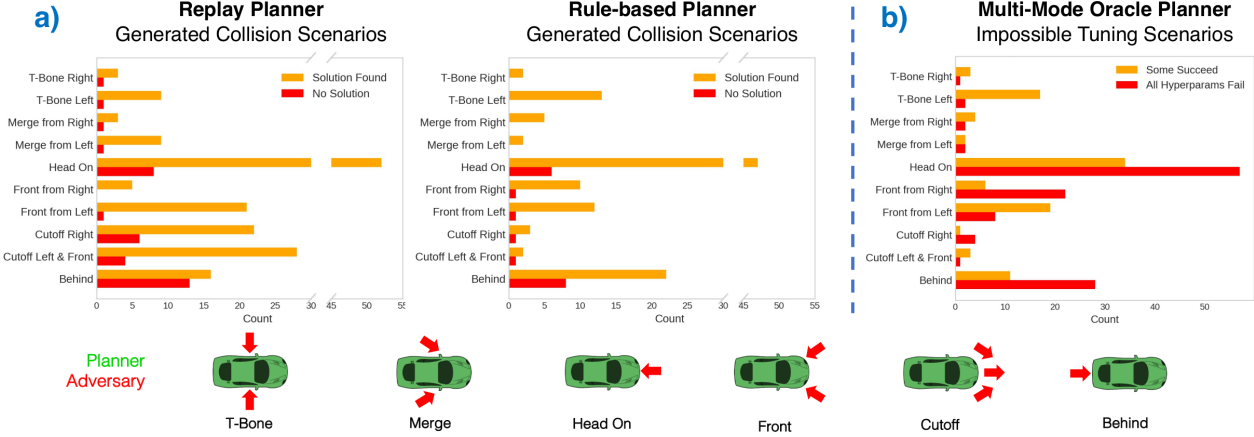 a)
Replay Planner
Generated Collision Scenarios
T-Bone Right
T-Bone Left
Merge from Right
Merge from Left
Head On
Front from Right
Front from Left
Cutoff Right
Cutoff Left & Front
Behind
Solution Found
No Solution
0 5 10 15 20 25 30 45 50 55
Count
Rule-based Planner
Generated Collision Scenarios
T-Bone Right
T-Bone Left
Merge from Right
Merge from Left
Head On
Front from Right
Front from Left
Cutoff Right
Cutoff Left & Front
Behind
Solution Found
No Solution
0 5 10 15 20 25 30 45 50 55
Count
b)
Multi-Mode Oracle Planner
Impossible Tuning Scenarios
T-Bone Right
T-Bone Left
Merge from Right
Merge from Left
Head On
Front from Right
Front from Left
Cutoff Right
Cutoff Left & Front
Behind
Some Succeed
All Hyperparams Fail
0 10 20 30 40 50
Count
Planner
Adversary
T-Bone
Merge
Head On
Front
Cutoff
Behind